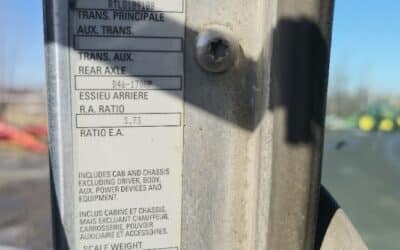 TRANS. PRINCIPALE
AUX. TRANS.
REAR AXLE
ESSIEU ARRIERE
R.A. RATIO
3.73
RATIO E.A.
INCLUDES CAB AND CHASSIS
EXCLUDING DRIVER, BODY,
AUX. POWER DEVICES AND
EQUIPMENT.
INCLUS CABINE ET CHASSIS,
MAIS EXCLUANT CHAUFFEUR,
CARROSSERIE, POUVOIR
AUXILIAIRE ET ACCESSOIRES.
SCALE WEIGHT